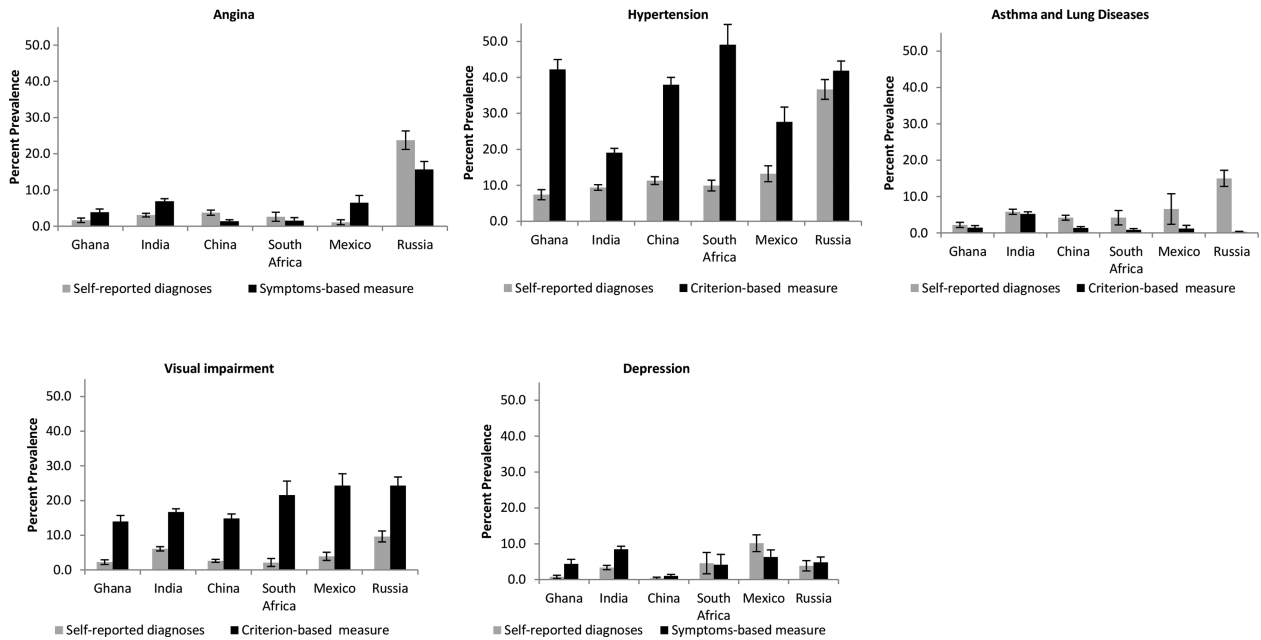 Angina
Percent Prevalence
50.0
40.0
30.0
20.0
10.0
0.0
Ghana India China South Africa Mexico Russia
Self-reported diagnoses Symptoms-based measure
Hypertension
Percent Prevalence
50.0
40.0
30.0
20.0
10.0
0.0
Ghana India China South Africa Mexico Russia
Self-reported diagnoses Criterion-based measure
Asthma and Lung Diseases
Percent Prevalence
50.0
40.0
30.0
20.0
10.0
0.0
Ghana India China South Africa Mexico Russia
Self-reported diagnoses Criterion-based measure
Visual impairment
Percent Prevalence
50.0
40.0
30.0
20.0
10.0
0.0
Ghana India China South Africa Mexico Russia
Self-reported diagnoses Criterion-based measure
Depression
Percent Prevalence
50.0
40.0
30.0
20.0
10.0
0.0
Ghana India China South Africa Mexico Russia
Self-reported diagnoses Symptoms-based measure